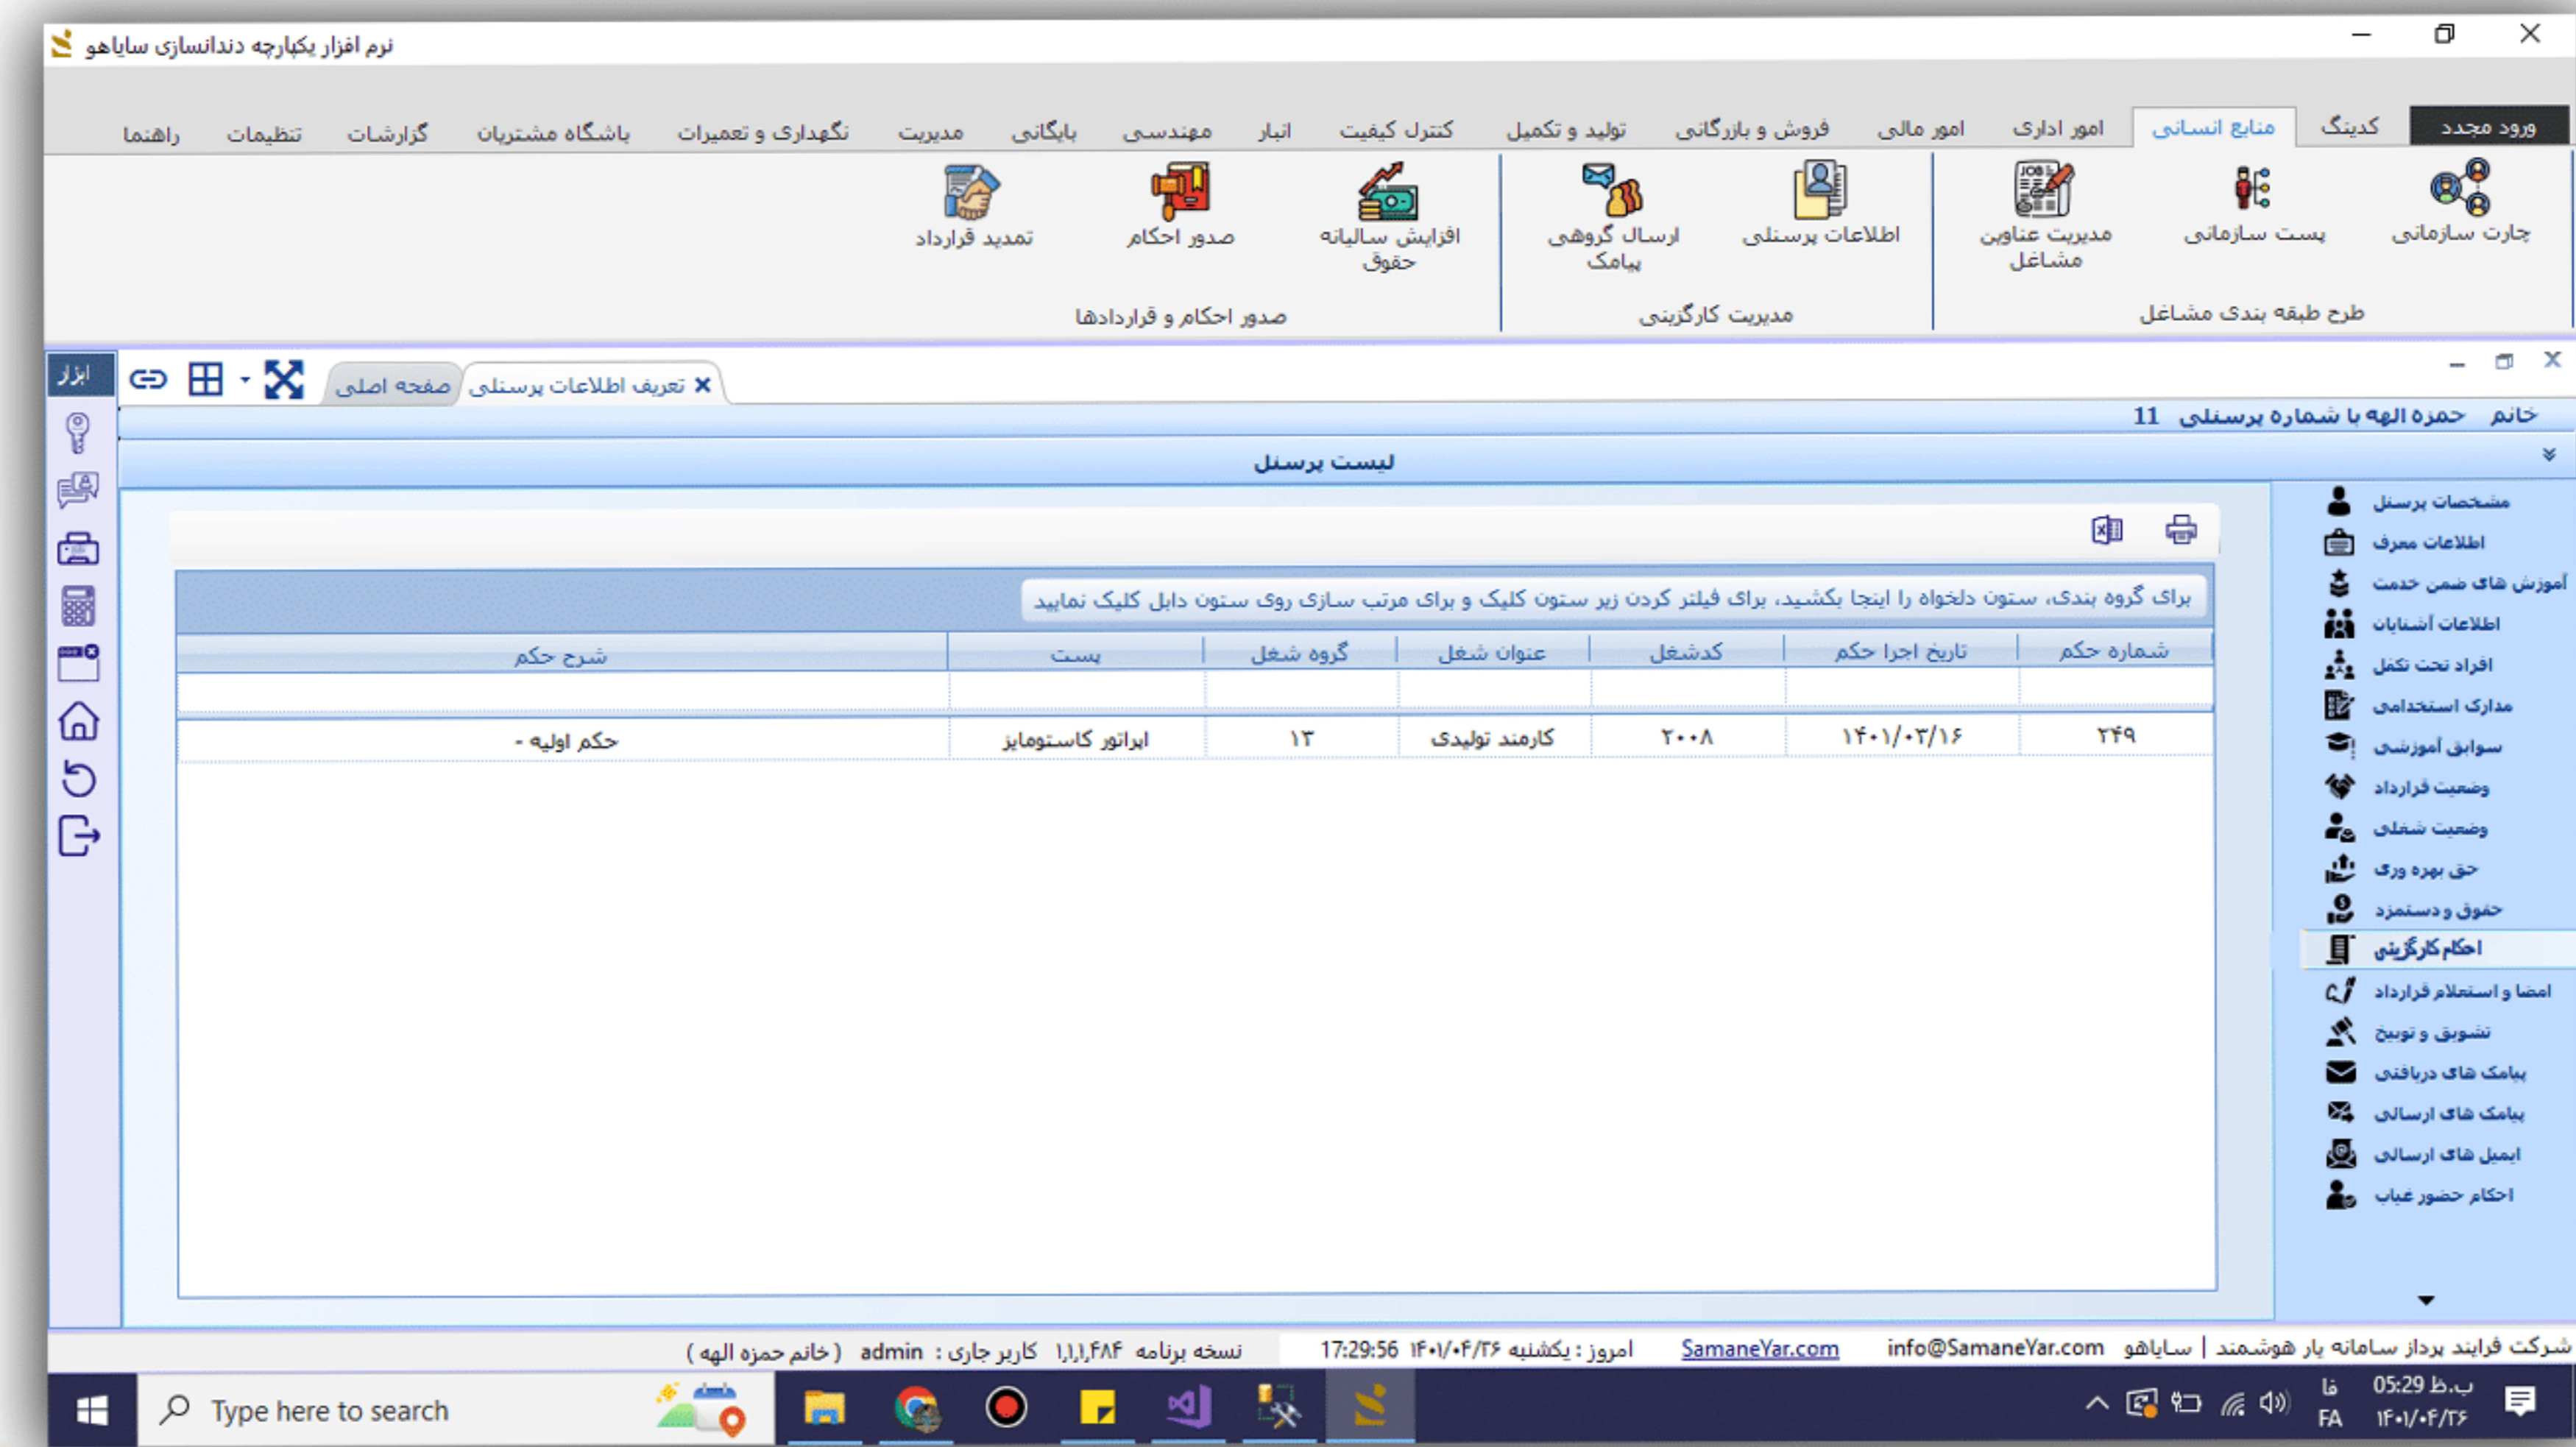 نرم افزار یکپارچه دندانسازی سایاهو
ورود مجدد
کدینگ
منابع انسانی
امور اداری
امور مالی
فروش و بازرگانی
تولید و تکمیل
کنترل کیفیت
انبار
مهندسی
بایگانی
مدیریت
نگهداری و تعمیرات
باشگاه مشتریان
گزارشات
تنظیمات
راهنما
چارت سازمانی
پست سازمانی
مدیریت عناوین
مشاغل
طرح طبقه بندی مشاغل
اطلاعات پرسنلی
ارسال گروهی
پیامک
مدیریت کارگزینی
افزایش سالیانه
حقوق
صدور احکام
تمدید قرارداد
صدور احکام و قراردادها
ابزار
صفحه اصلی
تعریف اطلاعات پرسنلی
خانم حمزه الهه با شماره پرسنلی 11
لیست پرسنل
مشخصات پرسنل
اطلاعات معرف
آموزش های ضمن خدمت
اطلاعات آشنایان
افراد تحت تکفل
مدارک استخدامی
سوابق آموزشی
وضعیت قرارداد
وضعیت شغلی
حق بهره وری
حقوق و دستمزد
احکام کارگزینی
امضا و استعلام قرارداد
تشویق و توبیخ
پیامک های دریافتی
پیامک های ارسالی
ایمیل های ارسالی
احکام حضور غیاب
برای گروه بندی، ستون دلخواه را اینجا بکشید، برای فیلتر کردن زیر ستون کلیک و برای مرتب سازی روی ستون دابل کلیک نمایید
شماره حکم
تاریخ اجرا حکم
کدشغل
عنوان شغل
گروه شغل
پست
شرح حکم
۲۴۹
۱۴۰۱/۰۳/۱۶
۲۰۰۸
کارمند تولیدی
۱۳
اپراتور کاستومایز
حکم اولیه -
شرکت فرایند پرداز سامانه یار هوشمند | سایاهو info@SamaneYar.com
SamaneYar.com
امروز : یکشنبه ۱۴۰۱/۰۴/۲۶ 17:29:56
نسخه برنامه ۱,۱,۱,۴۸۴
کاربر جاری : admin ( خانم حمزه الهه )
Type here to search
فا
FA
05:29 ب.ظ
۱۴۰۱/۰۴/۲۶